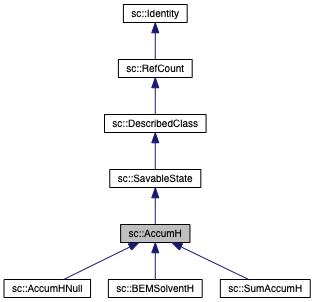 sc::Identity
sc::RefCount
sc::DescribedClass
sc::SavableState
sc::AccumH
sc::AccumHNull
sc::BEMSolventH
sc::SumAccumH